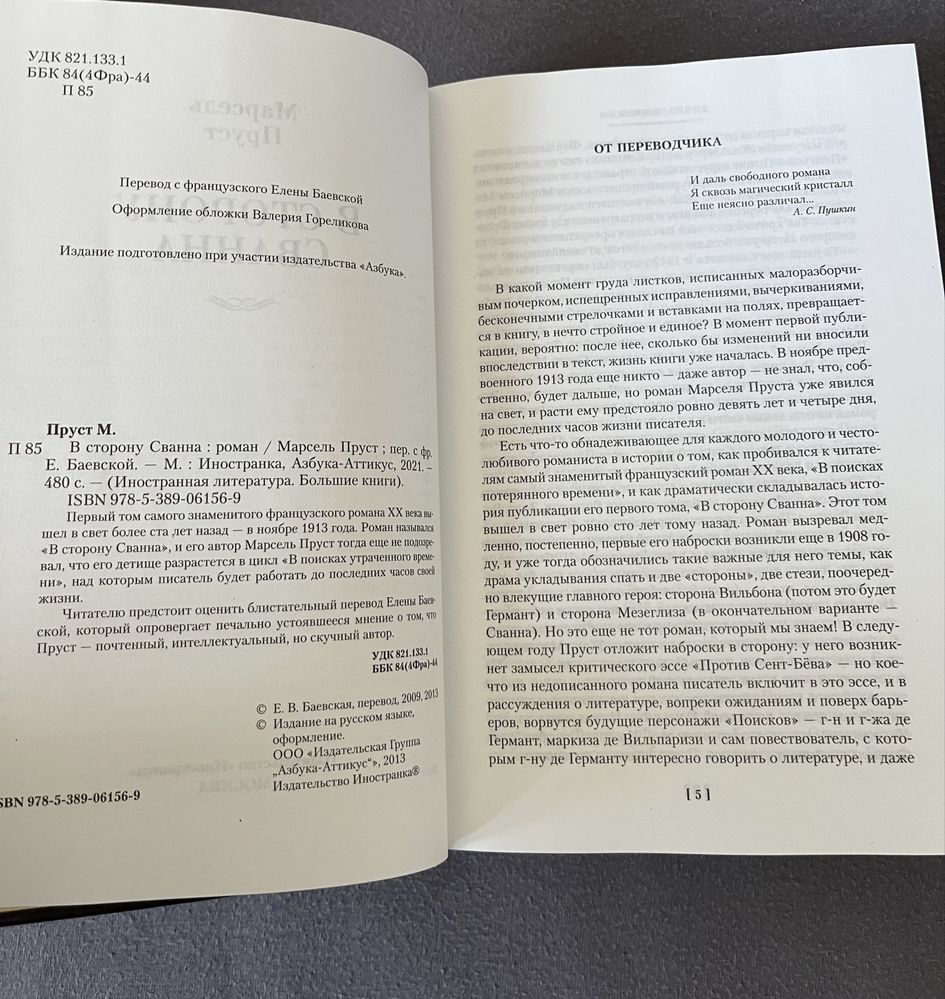 УДК 821.133.1
ББК 84(4Фра)-44
П 85
Перевод с французского Елены Баевской
Оформление обложки Валерия Гореликова
Издание подготовлено при участии издательства «Азбука».
Пруст М.
П 85 В сторону Сванна : роман / Марсель Пруст ; пер. с фр.
Е. Баевской. — М. : Иностранка, Азбука-Аттикус, 2021. –
480 с. — (Иностранная литература. Большие книги).
ISBN 978-5-389-06156-9
Первый том самого знаменитого французского романа XX века вы-
шел в свет более ста лет назад — в ноябре 1913 года. Роман назывался
«В сторону Сванна», и его автор Марсель Пруст тогда еще не подозре-
вал, что его детище разрастется в цикл «В поисках утраченного време-
ни», над которым писатель будет работать до последних часов своей
жизни.
Читателю предстоит оценить блистательный перевод Елены Баев-
ской, который опровергает печально устоявшееся мнение о том, что
Пруст — почтенный, интеллектуальный, но скучный автор.
УДК 821.133.1
ББК 84(4Фра)-44
© Е. В. Баевская, перевод, 2009, 2013
© Издание на русском языке,
оформление.
ООО «Издательская Группа
„Азбука-Аттикус“», 2013
Издательство Иностранка®
ISBN 978-5-389-06156-9
ОТ ПЕРЕВОДЧИКА
И даль свободного романа
Я сквозь магический кристалл
Еще неясно различал...
А. С. Пушкин
В какой момент груда листков, исписанных малоразборчи-
вым почерком, испещренных исправлениями, вычеркиваниями,
бесконечными стрелочками и вставками на полях, превращает-
ся в книгу, в нечто стройное и единое? В момент первой публи-
кации, вероятно: после нее, сколько бы изменений ни вносили
впоследствии в текст, жизнь книги уже началась. В ноябре пред-
военного 1913 года еще никто — даже автор — не знал, что, соб-
ственно, будет дальше, но роман Марселя Пруста уже явился
на свет, и расти ему предстояло ровно девять лет и четыре дня,
до последних часов жизни писателя.
Есть что-то обнадеживающее для каждого молодого и често-
любивого романиста в истории о том, как пробивался к читате-
лям самый знаменитый французский роман XX века, «В поисках
потерянного времени», и как драматически складывалась исто-
рия публикации его первого тома, «В сторону Сванна». Этот том
вышел в свет ровно сто лет тому назад. Роман вызревал мед-
ленно, постепенно, первые его наброски возникли еще в 1908 го-
ду, и уже тогда обозначились такие важные для него темы, как
драма укладывания спать и две «стороны», две стези, поочеред-
но влекущие главного героя: сторона Вильбона (потом это будет
Германт) и сторона Мезеглиза (в окончательном варианте —
Сванна). Но это еще не тот роман, который мы знаем! В следу-
ющем году Пруст отложит наброски в сторону: у него возник-
нет замысел критического эссе «Против Сент-Бёва» — но кое-
что из недописанного романа писатель включит в это эссе, и в
рассуждения о литературе, вопреки ожиданиям и поверх барь-
еров, ворвутся будущие персонажи «Поисков» — г-н и г-жа де
Германт, маркиза де Вильпаризи и сам повествователь, с кото-
рым г-ну де Германту интересно говорить о литературе, и даже
[ 5 ]